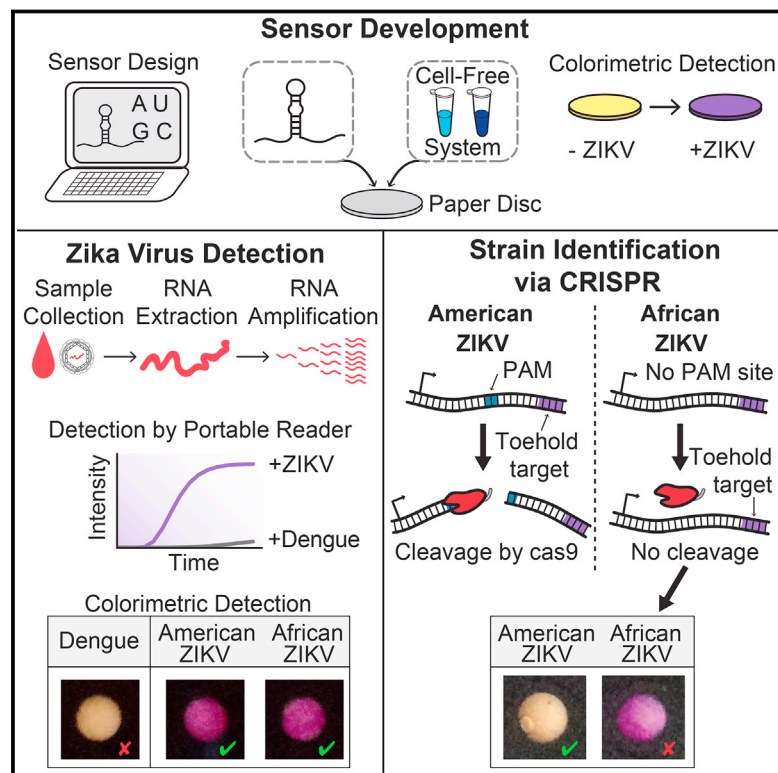 Sensor Development
Sensor Design
A U
G C
Cell-Free
System
Paper Disc
Colorimetric Detection
- ZIKV
+ZIKV
Zika Virus Detection
Sample
Collection
RNA
Extraction
RNA
Amplification
Detection by Portable Reader
Intensity
+ZIKV
+Dengue
Time
Colorimetric Detection
Dengue
American
ZIKV
African
ZIKV
Strain Identification
via CRISPR
American
ZIKV
PAM
Toehold
target
Cleavage by cas9
African
ZIKV
No PAM site
Toehold
target
No cleavage
American
ZIKV
African
ZIKV